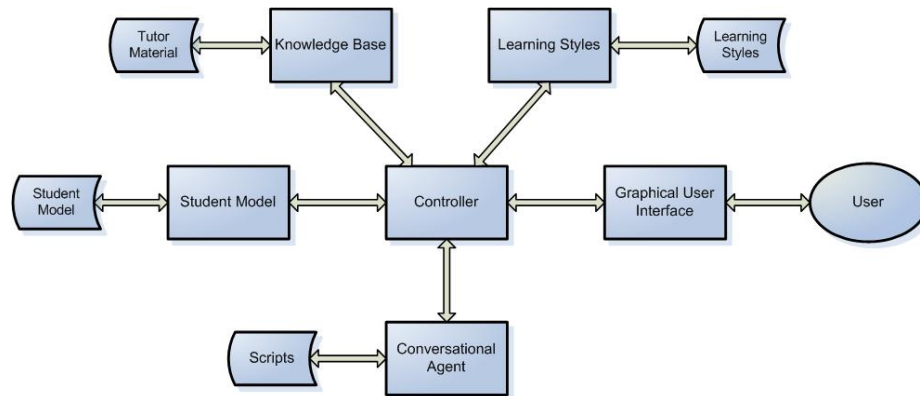 Tutor
Material
Knowledge Base
Learning Styles
Learning
Styles
Student
Model
Student Model
Controller
Graphical User
Interface
User
Scripts
Conversational
Agent